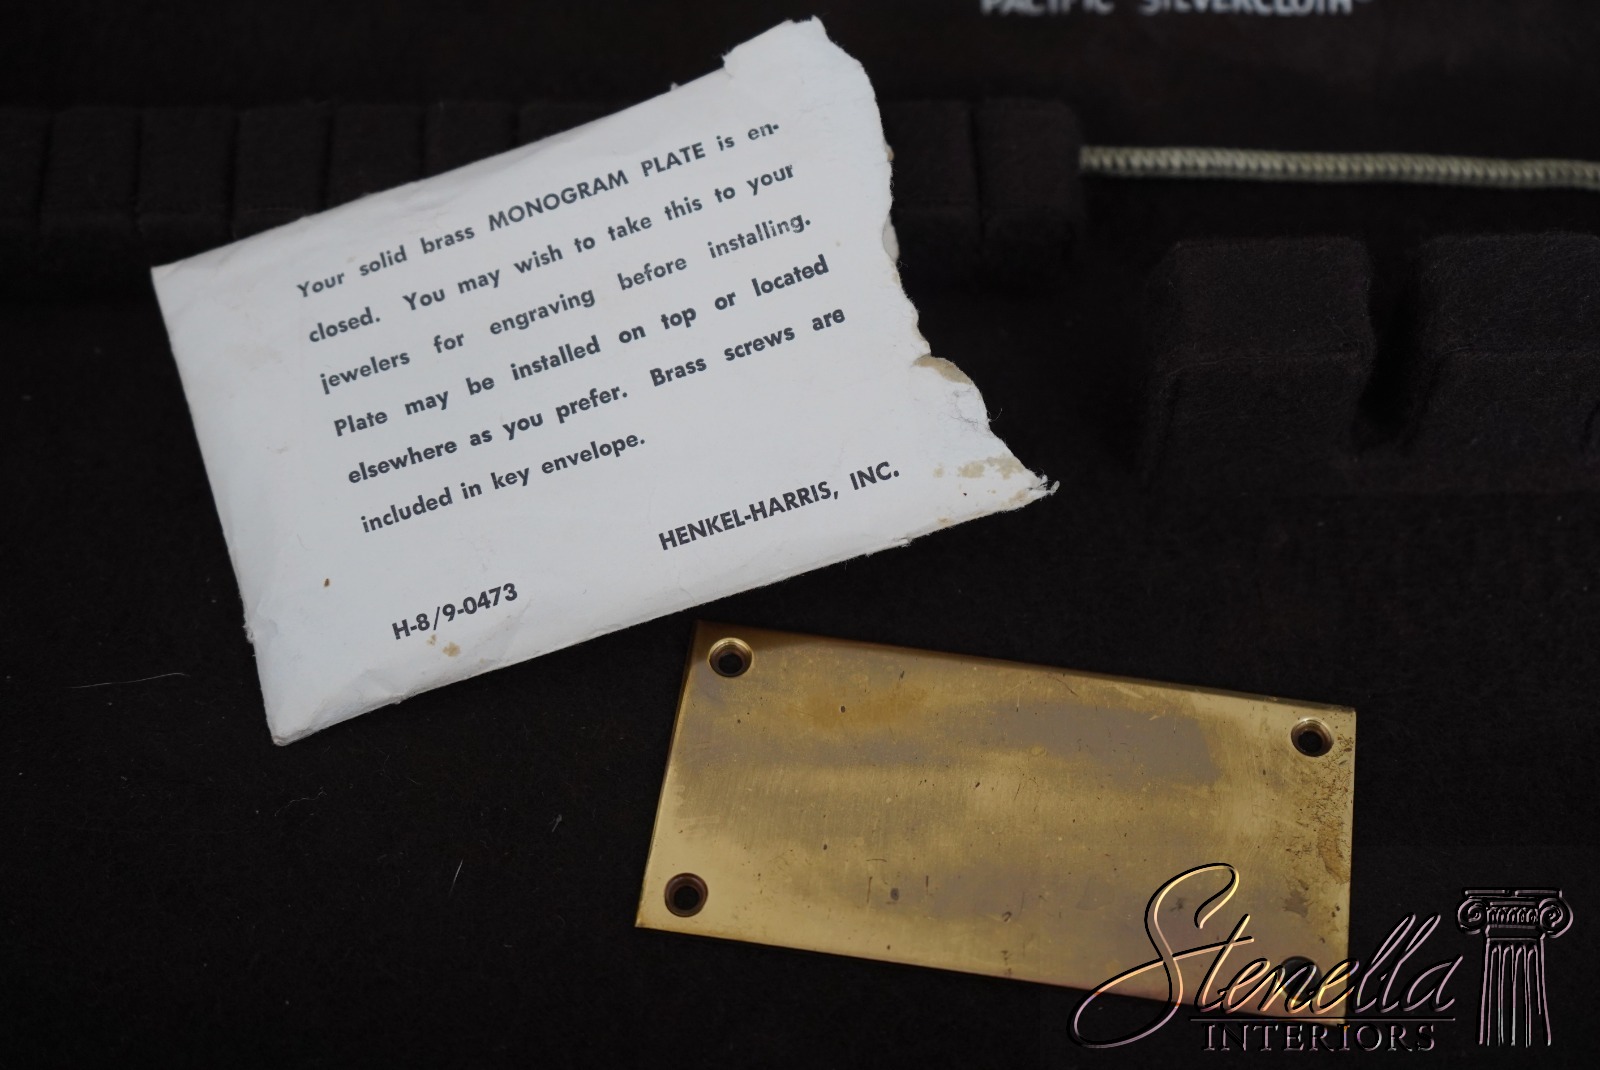 PACIFIC SILVERCLOTH
Your solid brass MONOGRAM PLATE is en-
closed. You may wish to take this to your
jewelers for engraving before installing.
Plate may be installed on top or located
elsewhere as you prefer. Brass screws are
included in key envelope.
HENKEL-HARRIS, INC.
H-8/9-0473
Stenella
INTERIORS